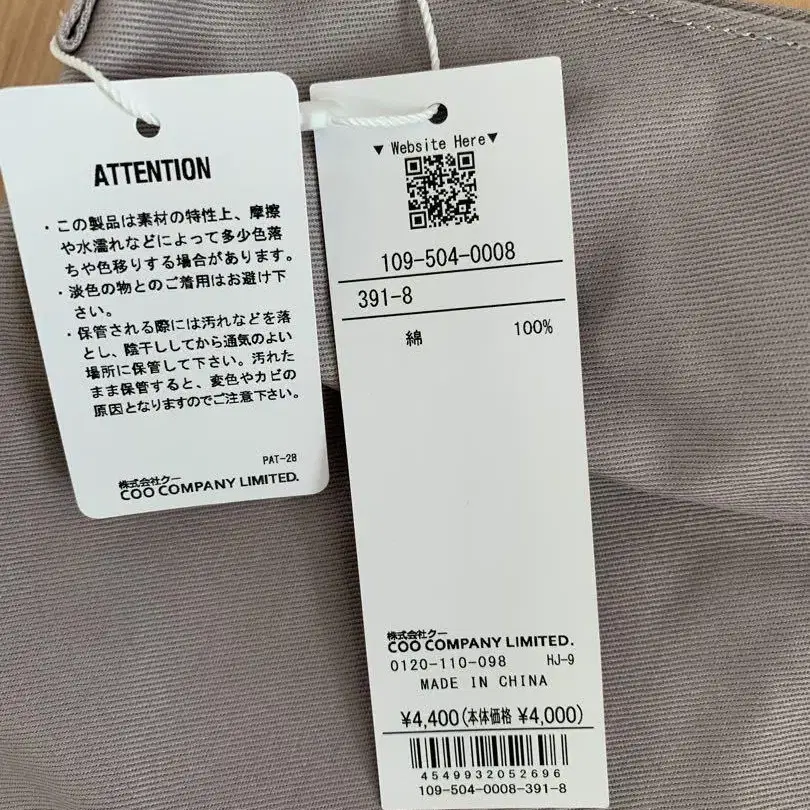 ATTENTION
・この製品は素材の特性上、摩擦
や水濡れなどによって多少色落
ちや色移りする場合があります。
・淡色の物とのご着用はお避け下
さい。
・保管される際には汚れなどを落
とし、陰干ししてから通気のよい
場所に保管して下さい。汚れた
まま保管すると、変色やカビの
原因となりますのでご注意下さい。
PAT-28
株式会社クー
COO COMPANY LIMITED.
▼ Website Here▼
109-504-0008
391-8
綿 100%
株式会社クー
COO COMPANY LIMITED.
0120-110-098 HJ-9
MADE IN CHINA
¥4,400(本体価格 ¥4,000)
4549932052696
109-504-0008-391-8